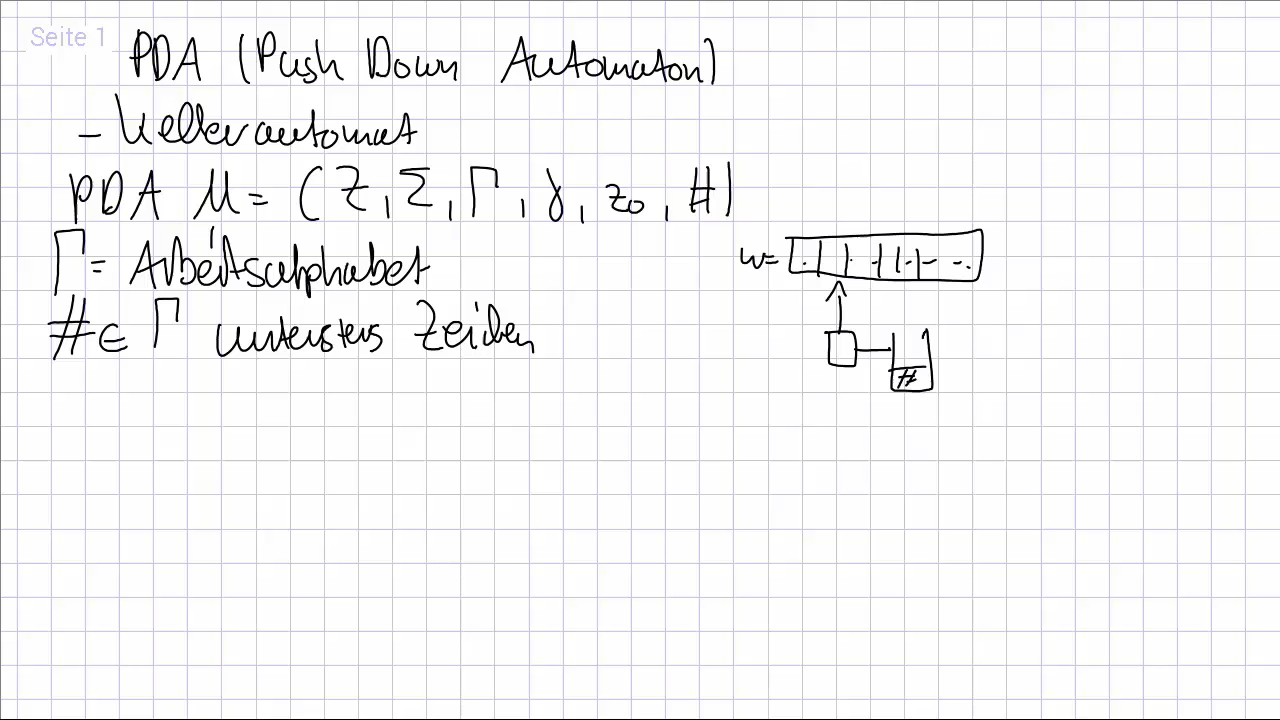 Seite 1
PDA (Push Down Automaton)
- Kellerautomat
PDA M = (Z, Σ, Γ, δ, z₀, #)
Γ = Arbeitsalphabet
# ∈ Γ unterstes Zeichen
w=
#